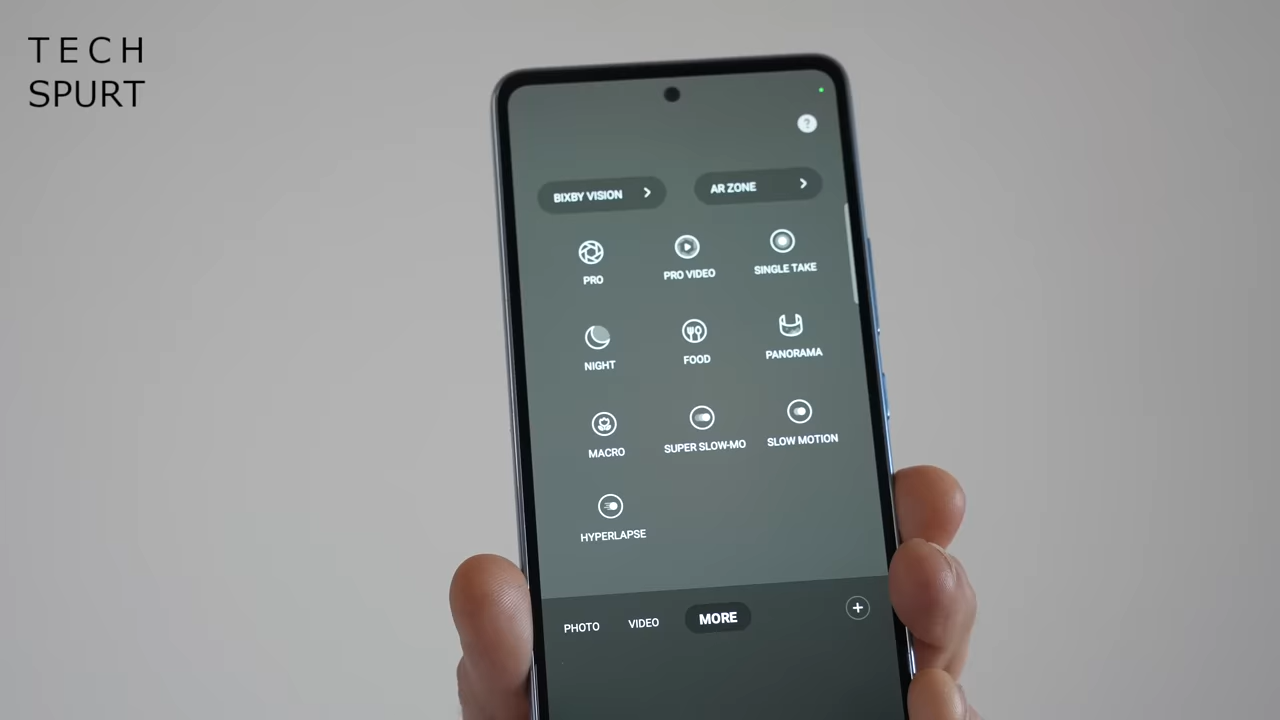 TECH
SPURT
?
BIXBY VISION
AR ZONE
PRO
PRO VIDEO
SINGLE TAKE
NIGHT
FOOD
PANORAMA
MACRO
SUPER SLOW-MO
SLOW MOTION
HYPERLAPSE
PHOTO
VIDEO
MORE
+